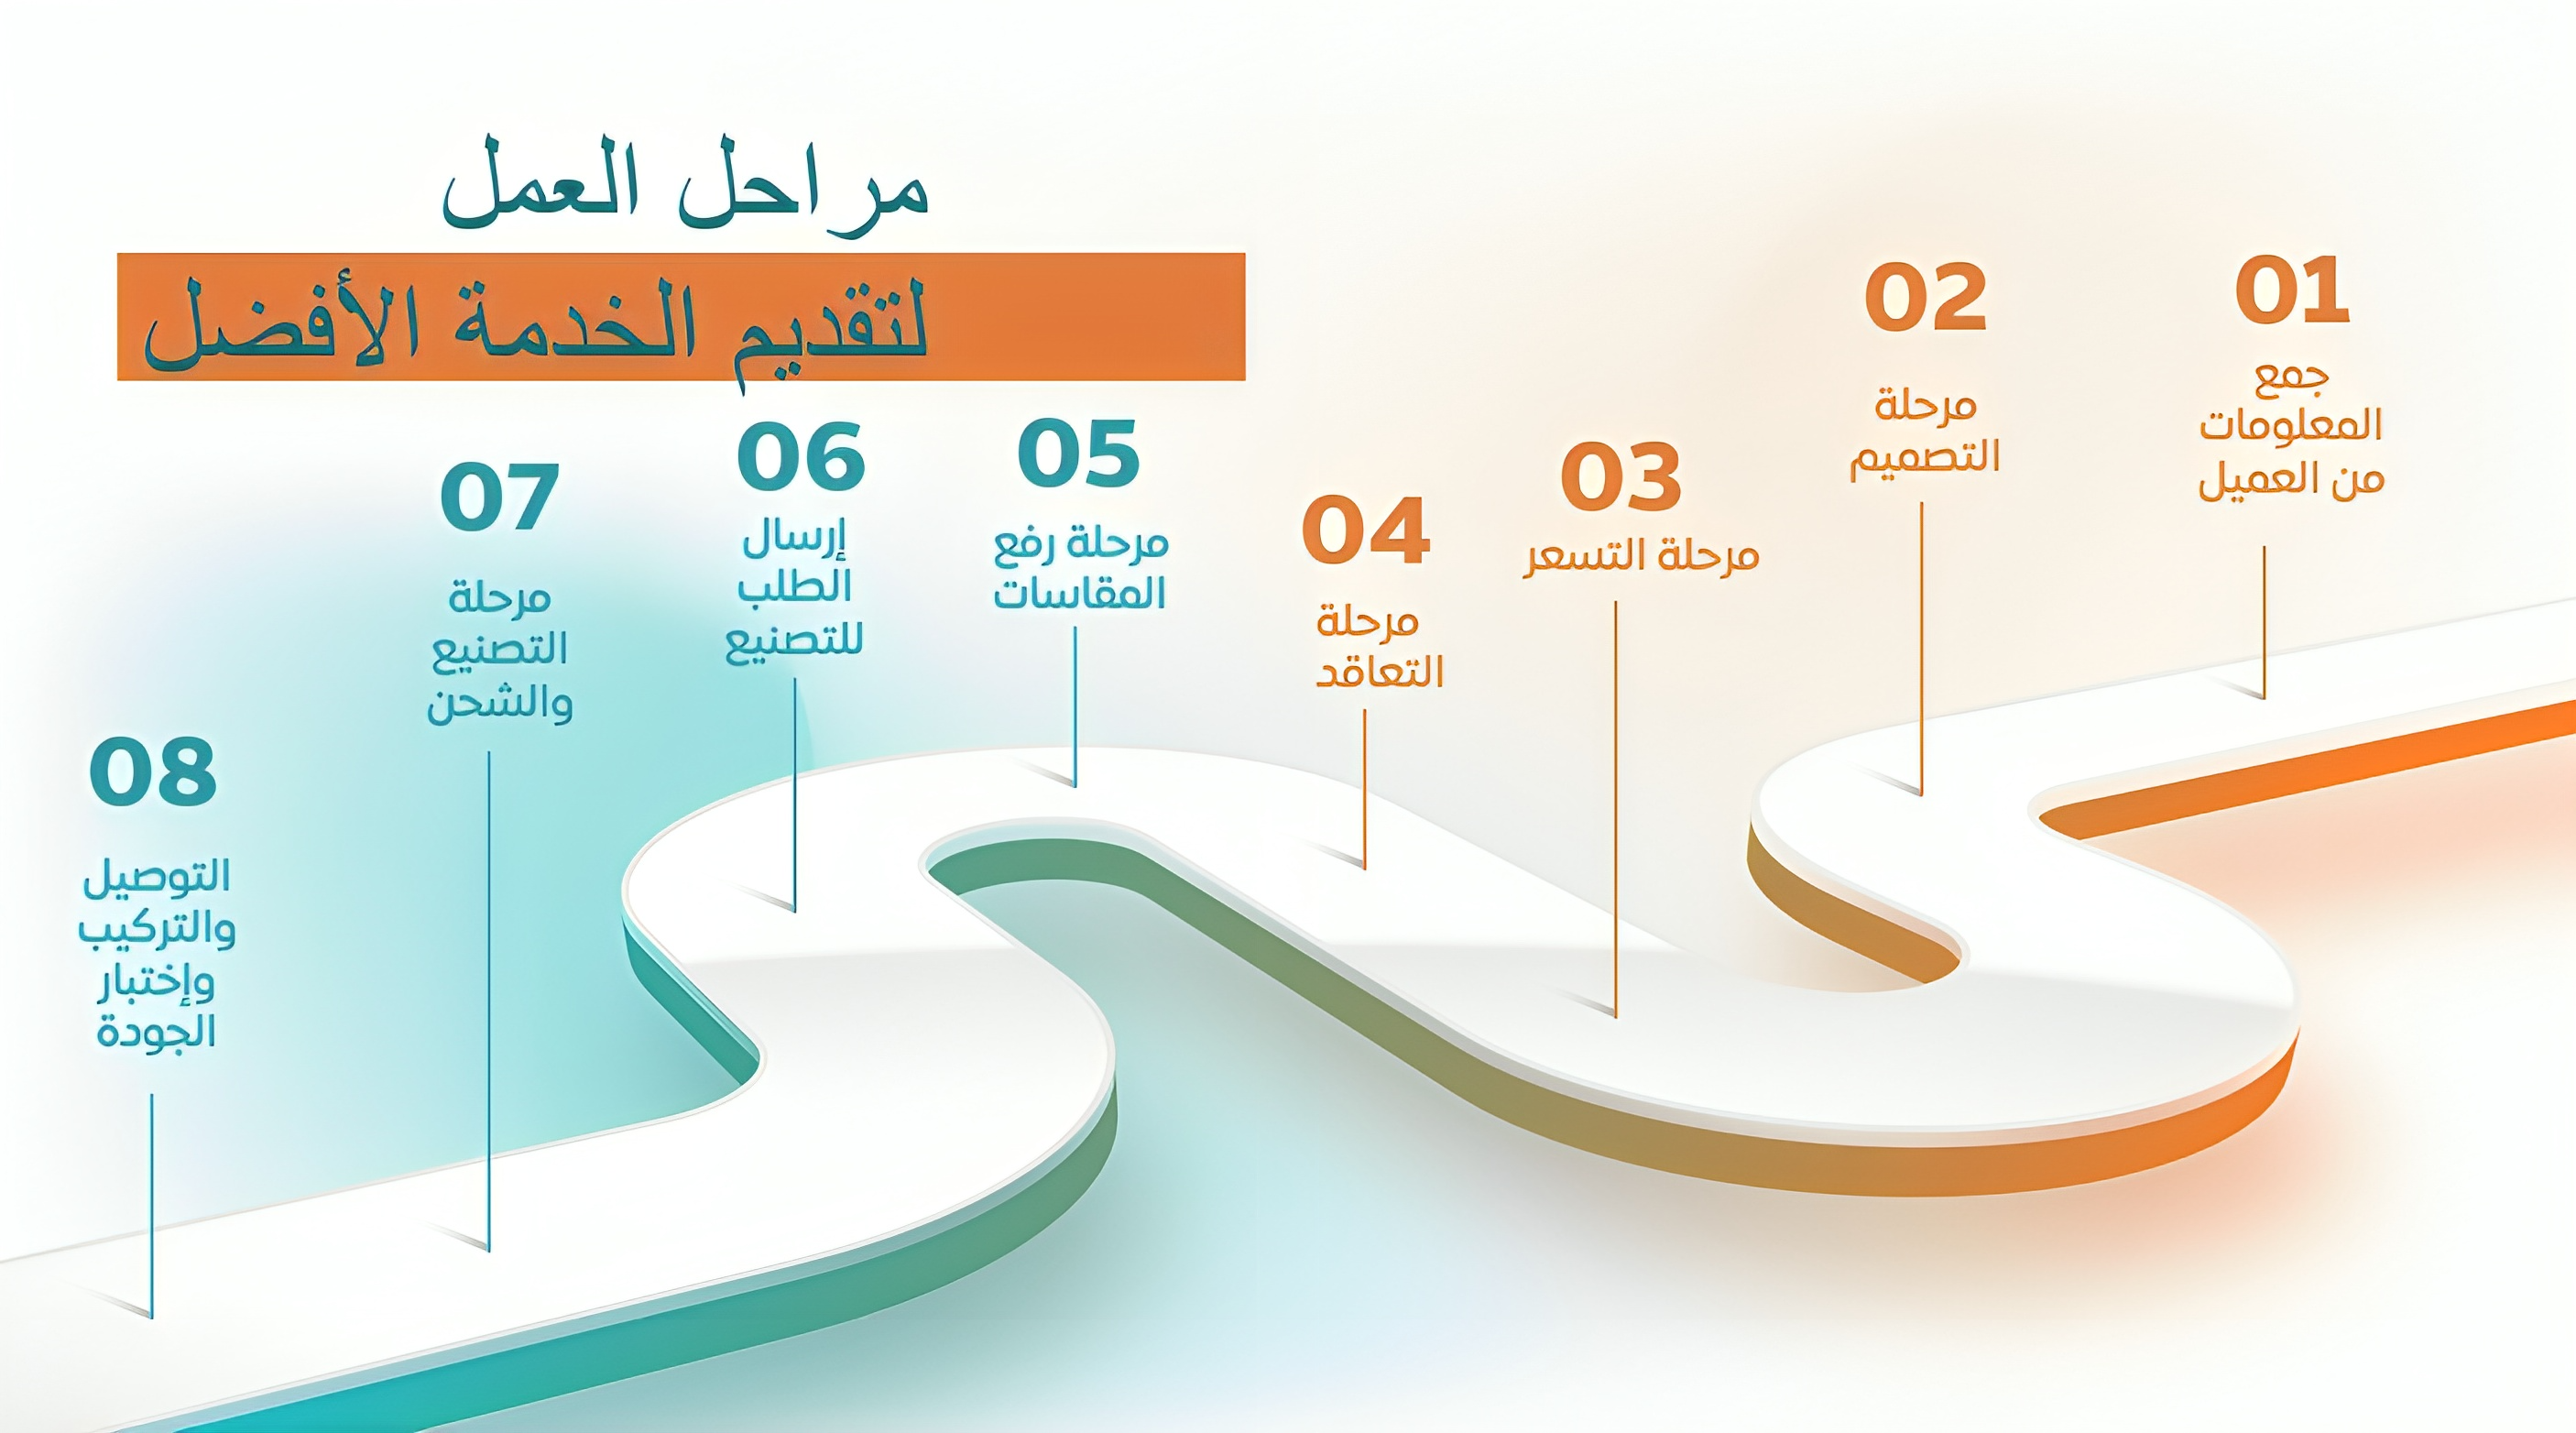 مراحل العمل
لتقديم الخدمة الأفضل
01
جمع
المعلومات
من العميل
02
مرحلة
التصميم
03
مرحلة التسعر
04
مرحلة
التعاقد
05
مرحلة رفع
المقاسات
06
إرسال
الطلب
للتصنيع
07
مرحلة
التصنيع
والشحن
08
التوصيل
والتركيب
وإختبار
الجودة